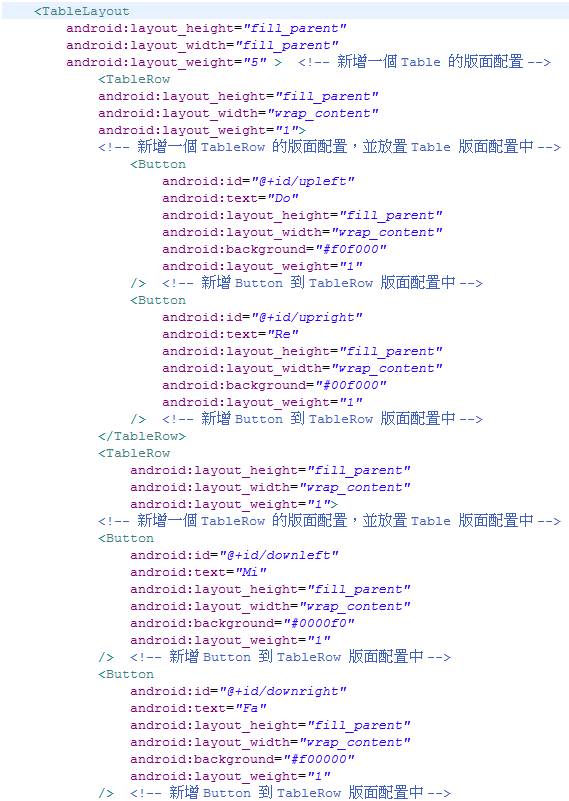 <TableLayout
android:layout_height="fill_parent"
android:layout_width="fill_parent"
android:layout_weight="5" > <!-- 新增一個 Table 的版面配置 -->
<TableRow
android:layout_height="fill_parent"
android:layout_width="wrap_content"
android:layout_weight="1">
<!-- 新增一個 TableRow 的版面配置，並放置 Table 版面配置中 -->
<Button
android:id="@+id/upleft"
android:text="Do"
android:layout_height="fill_parent"
android:layout_width="wrap_content"
android:background="#f0f000"
android:layout_weight="1"
/> <!-- 新增 Button 到 TableRow 版面配置中 -->
<Button
android:id="@+id/upright"
android:text="Re"
android:layout_height="fill_parent"
android:layout_width="wrap_content"
android:background="#00f000"
android:layout_weight="1"
/> <!-- 新增 Button 到 TableRow 版面配置中 -->
</TableRow>
<TableRow
android:layout_height="fill_parent"
android:layout_width="wrap_content"
android:layout_weight="1">
<!-- 新增一個 TableRow 的版面配置，並放置 Table 版面配置中 -->
<Button
android:id="@+id/downleft"
android:text="Mi"
android:layout_height="fill_parent"
android:layout_width="wrap_content"
android:background="#0000f0"
android:layout_weight="1"
/> <!-- 新增 Button 到 TableRow 版面配置中 -->
<Button
android:id="@+id/downright"
android:text="Fa"
android:layout_height="fill_parent"
android:layout_width="wrap_content"
android:background="#f00000"
android:layout_weight="1"
/> <!-- 新增 Button 到 TableRow 版面配置中 -->